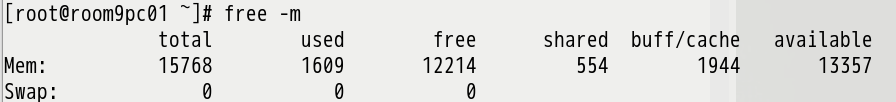 [root@room9pc01 ~]# free -m
              total        used        free      shared  buff/cache   available
Mem:          15768        1609       12214         554        1944       13357
Swap:             0           0           0